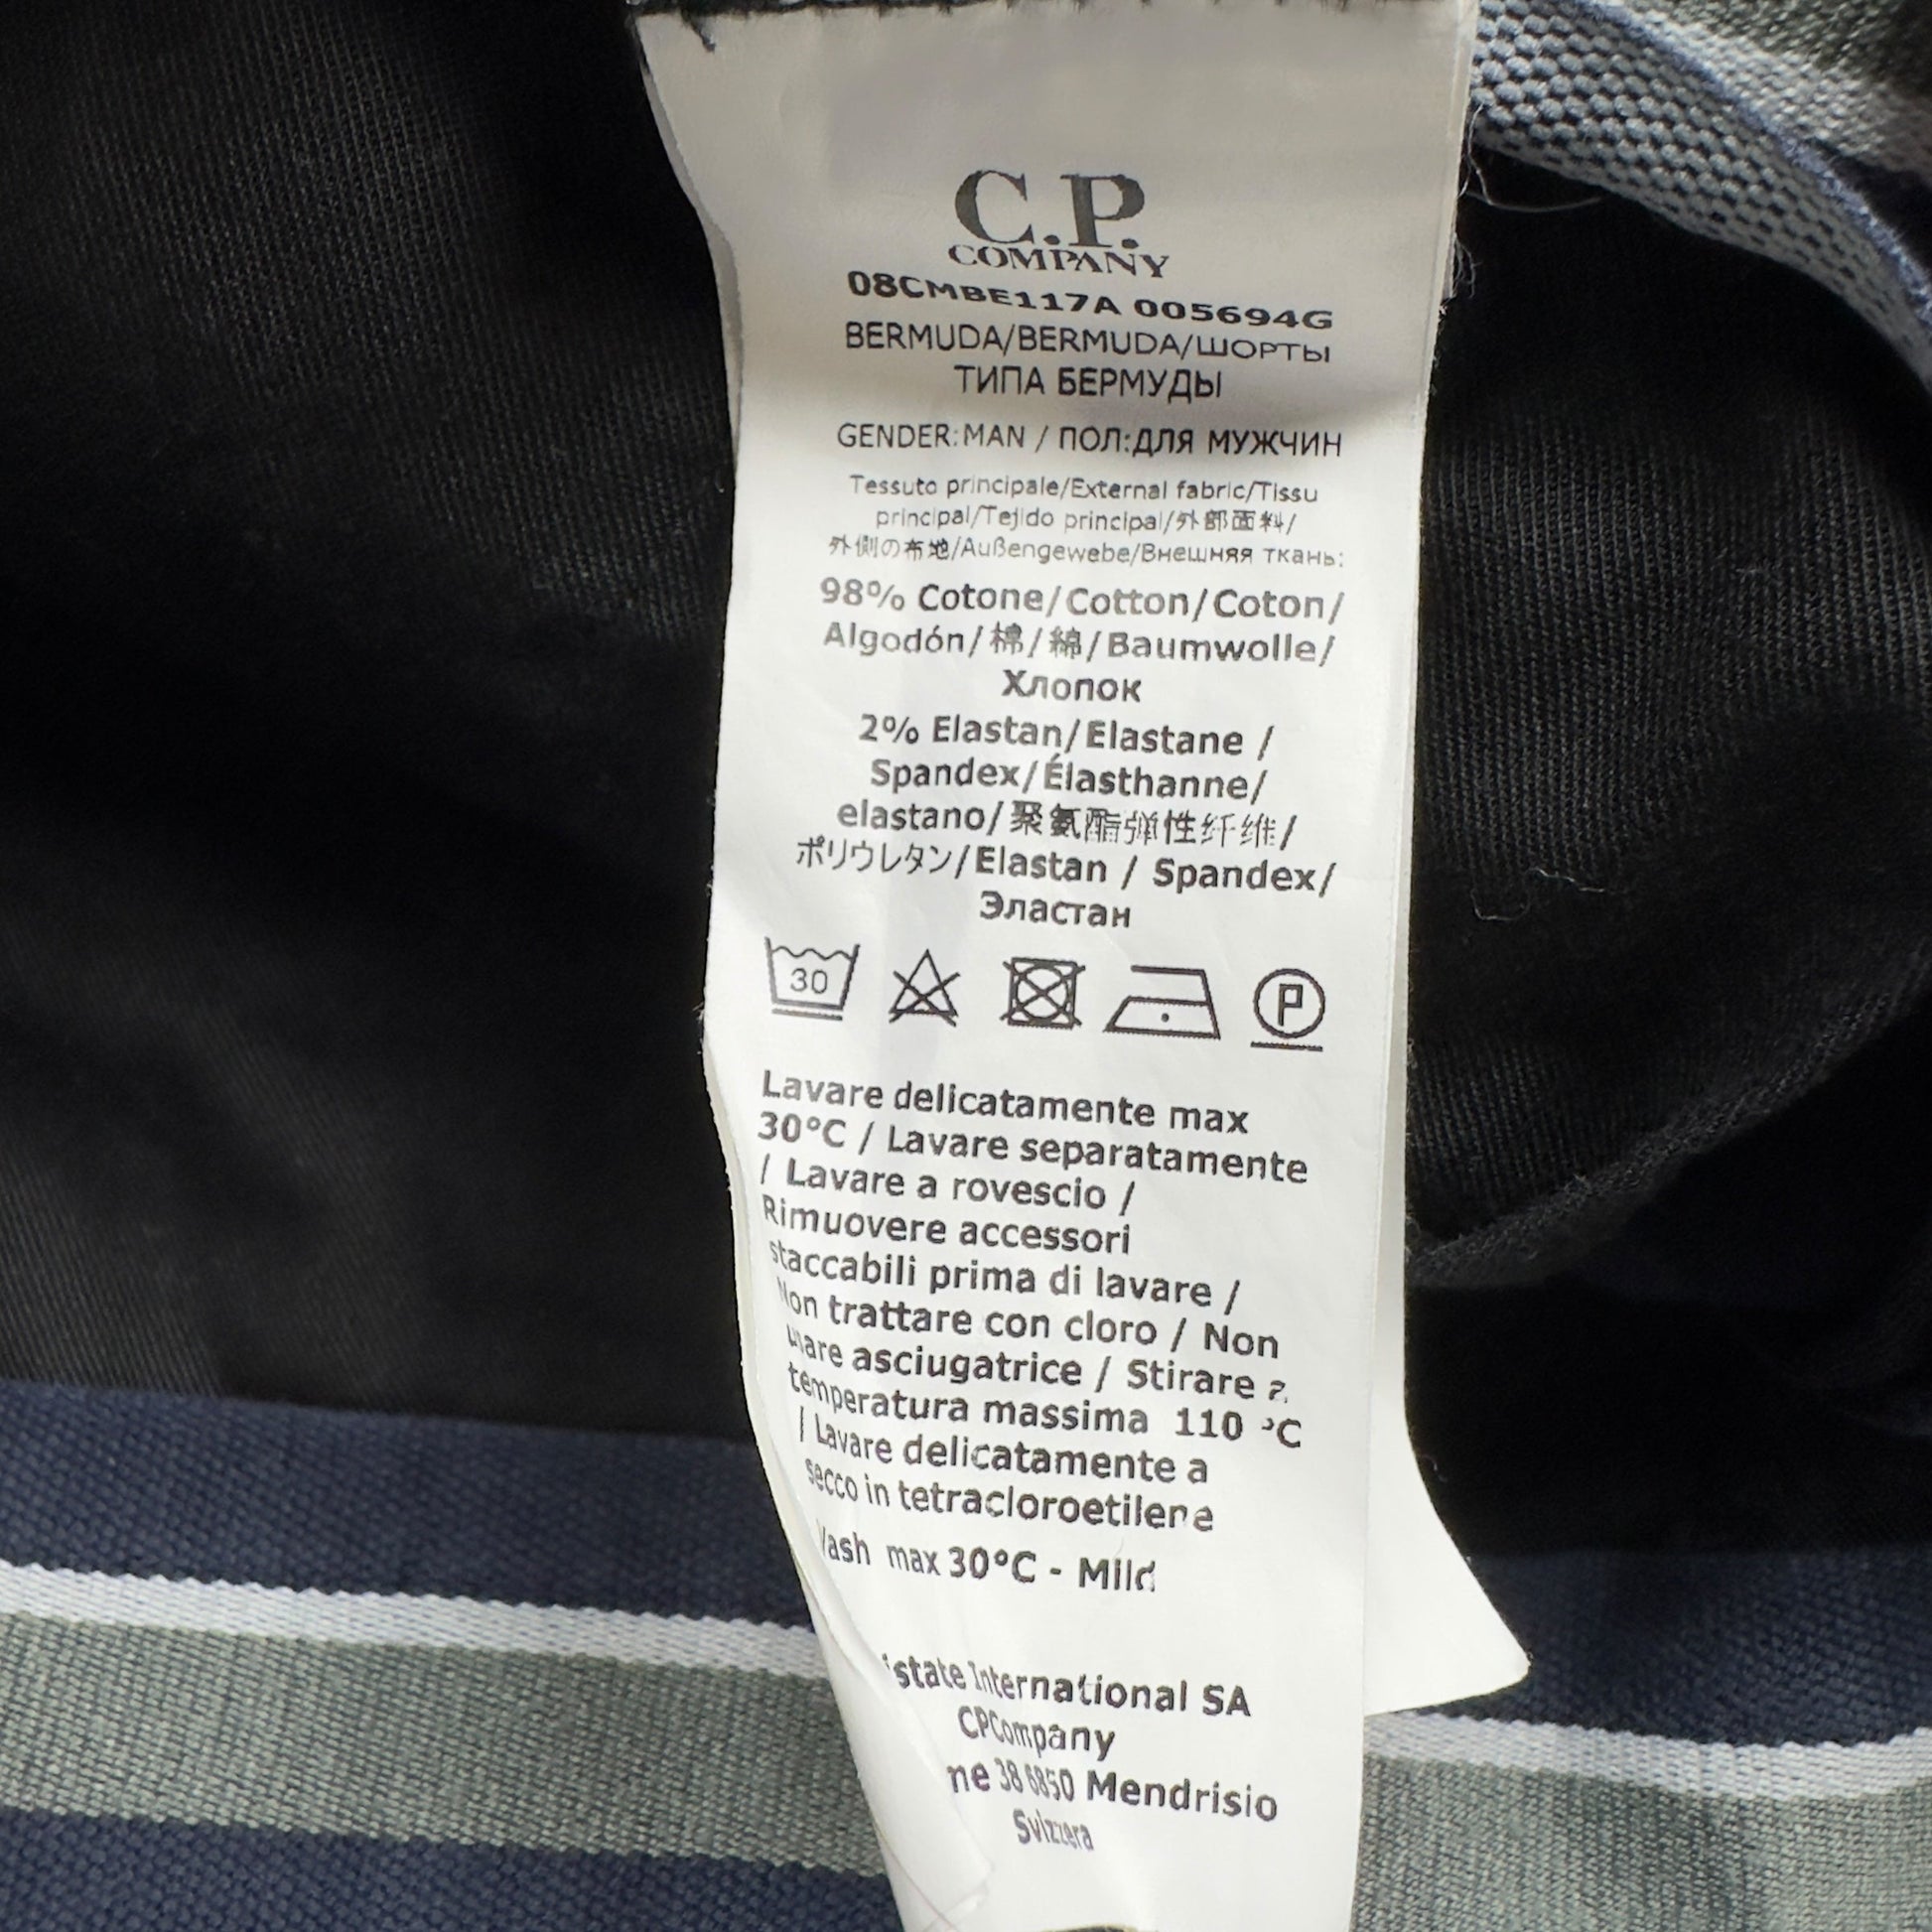 C.P.
COMPANY
08CMBE117A 005694G
BERMUDA/BERMUDA/ШОРТЫ
ТИПА БЕРМУДЫ
GENDER:MAN / ПОЛ:ДЛЯ МУЖЧИН
Tessuto principale/External fabric/Tissu
principal/Tejido principal/外部面料/
外側の布地/Außengewebe/Внешняя ткань:
98% Cotone/Cotton/Coton/
Algodón/棉/綿/Baumwolle/
Хлопок
2% Elastan/Elastane /
Spandex/Élasthanne/
elastano/聚氨酯弹性纤维/
ポリウレタン/Elastan / Spandex/
Эластан
30
P
Lavare delicatamente max
30°C / Lavare separatamente
/ Lavare a rovescio /
Rimuovere accessori
staccabili prima di lavare /
Non trattare con cloro / Non
asciugatrice / Stirare a
temperatura massima 110 °C
/ Lavare delicatamente a
secco in tetracloroetilene
max 30°C - Mild
International SA
CPCompany
38 6850 Mendrisio
Svizzera